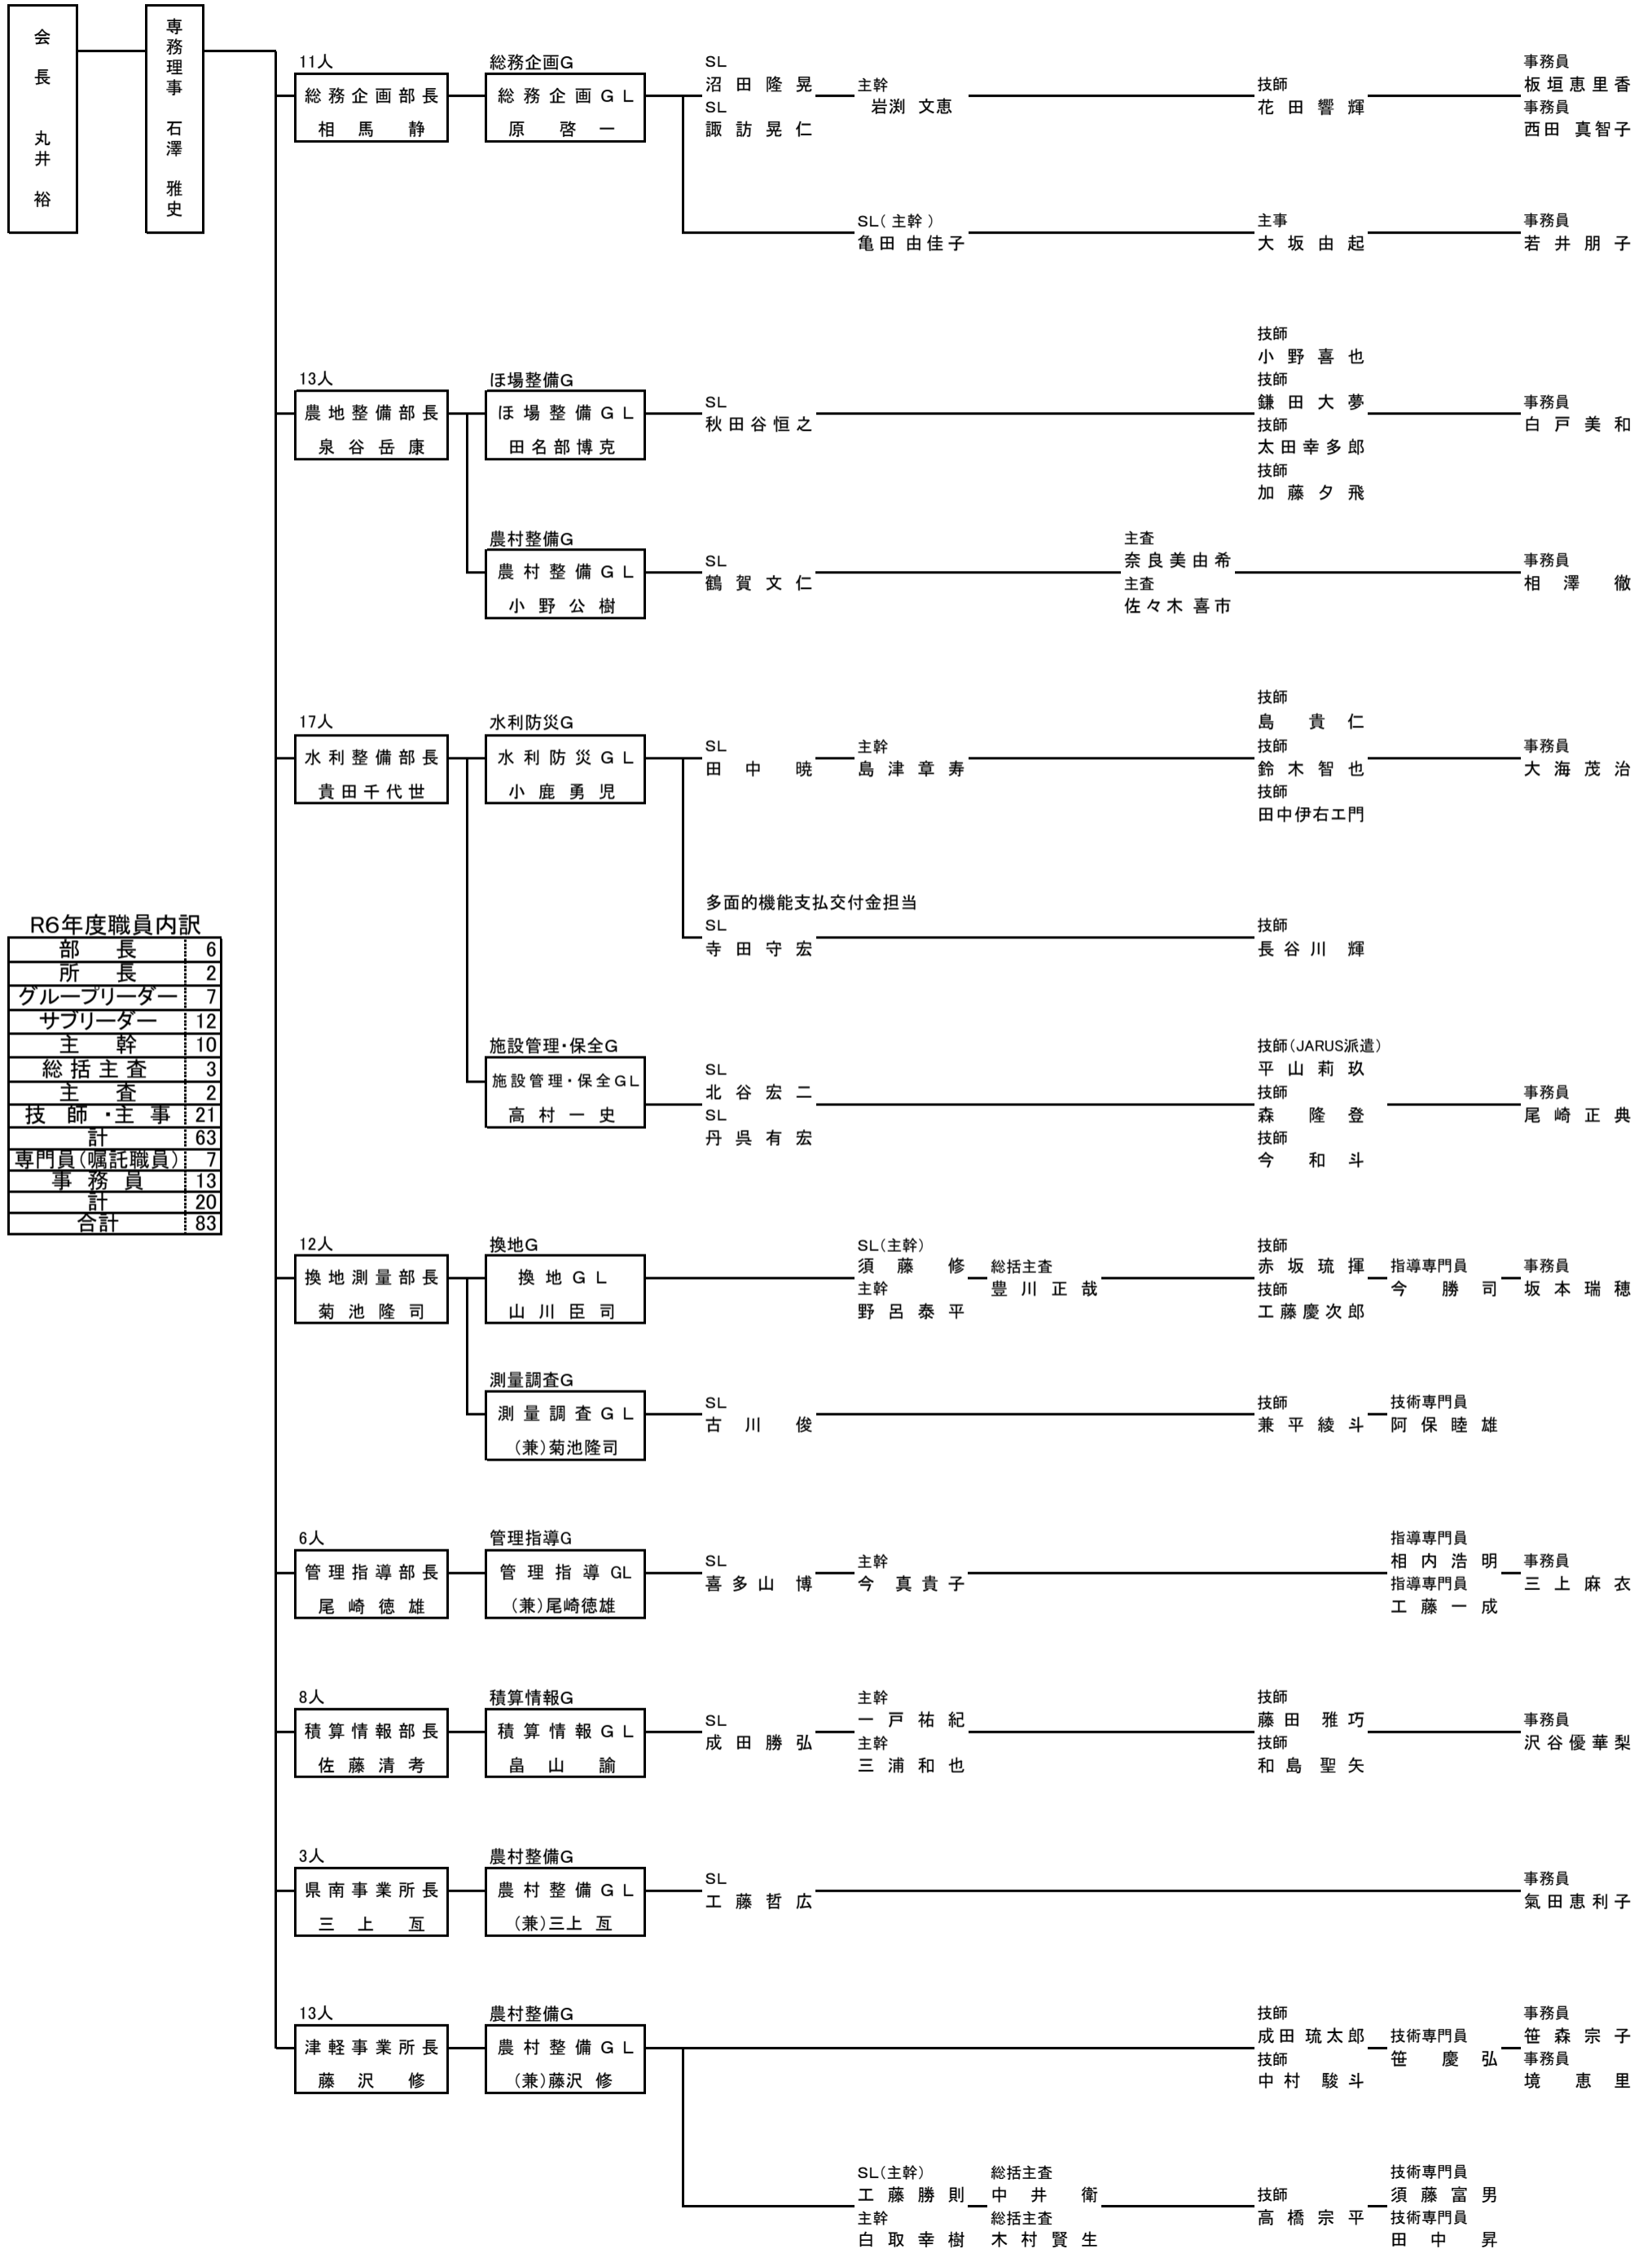 会長 丸井 裕
専務理事 石澤 雅史
11人
総務企画部長
相馬 静
総務企画G
総務企画GL
原 啓一
SL
沼田隆晃
SL
諏訪晃仁
主幹
岩渕 文恵
技師
花田響輝
事務員
板垣恵里香
事務員
西田 真智子
SL(主幹)
亀田 由佳子
主事
大坂由起
事務員
若井朋子
13人
農地整備部長
泉谷岳康
ほ場整備G
ほ場整備GL
田名部博克
SL
秋田谷恒之
技師
小野喜也
技師
鎌田大夢
技師
太田幸多郎
技師
加藤夕飛
事務員
白戸美和
農村整備G
農村整備GL
小野公樹
SL
鶴賀文仁
主査
奈良美由希
主査
佐々木 喜市
事務員
相澤 徹
17人
水利整備部長
貴田千代世
水利防災G
水利防災GL
小鹿勇児
SL
田中 暁
主幹
島津章寿
技師
島 貴仁
技師
鈴木智也
技師
田中伊右エ門
事務員
大海茂治
多面的機能支払交付金担当
SL
寺田守宏
技師
長谷川 輝
施設管理・保全G
施設管理・保全GL
高村一史
SL
北谷宏二
SL
丹呉有宏
技師(JARUS派遣)
平山莉玖
技師
森 隆登
技師
今 和斗
事務員
尾崎正典
R6年度職員内訳
部長 6
所長 2
グループリーダー 7
サブリーダー 12
主幹 10
総括主査 3
主査 2
技師・主事 21
計 63
専門員(嘱託職員) 7
事務員 13
計 20
合計 83
12人
換地測量部長
菊池隆司
換地G
換地GL
山川臣司
SL(主幹)
須藤 修
主幹
野呂泰平
総括主査
豊川正哉
技師
赤坂琉揮
技師
工藤慶次郎
指導専門員
今 勝司
事務員
坂本瑞穂
測量調査G
測量調査GL
(兼)菊池隆司
SL
古川 俊
技師
兼平綾斗
技術専門員
阿保睦雄
6人
管理指導部長
尾崎徳雄
管理指導G
管理指導GL
(兼)尾崎徳雄
SL
喜多山 博
主幹
今 真貴子
指導専門員
相内浩明
指導専門員
工藤一成
事務員
三上麻衣
8人
積算情報部長
佐藤清考
積算情報G
積算情報GL
畠山 諭
SL
成田勝弘
主幹
一戸祐紀
主幹
三浦和也
技師
藤田 雅巧
技師
和島 聖矢
事務員
沢谷優華梨
3人
県南事業所長
三上 亙
農村整備G
農村整備GL
(兼)三上 亙
SL
工藤哲広
事務員
氣田恵利子
13人
津軽事業所長
藤沢 修
農村整備G
農村整備GL
(兼)藤沢 修
技師
成田 琉太郎
技師
中村 駿斗
技術専門員
笹 慶弘
事務員
笹森宗子
事務員
境 恵里
SL(主幹)
工藤勝則
主幹
白取幸樹
総括主査
中井 衛
総括主査
木村賢生
技師
高橋宗平
技術専門員
須藤富男
技術専門員
田中 昇